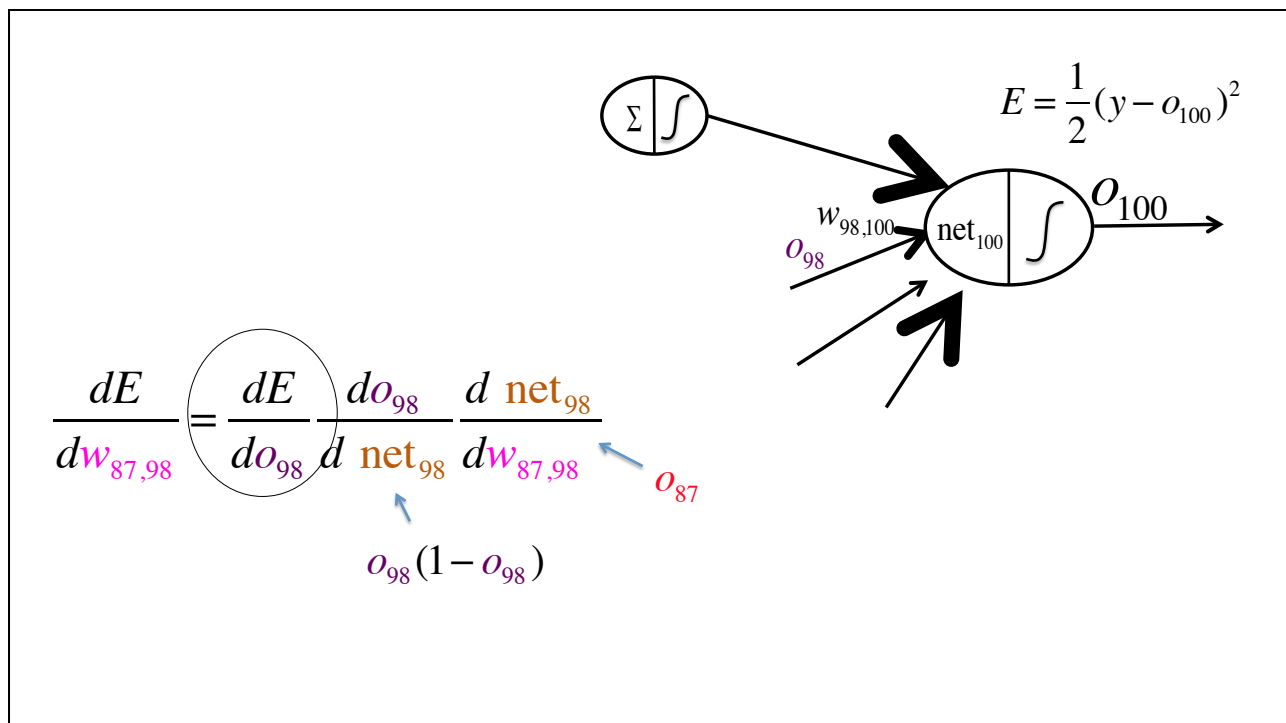 E = 1/2 (y − o₁₀₀)²
Σ ∫
o₁₀₀
w₉₈,₁₀₀
net₁₀₀ ∫
o₉₈
dE/dw₈₇,₉₈ = dE/do₉₈ do₉₈/d net₉₈ d net₉₈/dw₈₇,₉₈
o₈₇
o₉₈(1 − o₉₈)